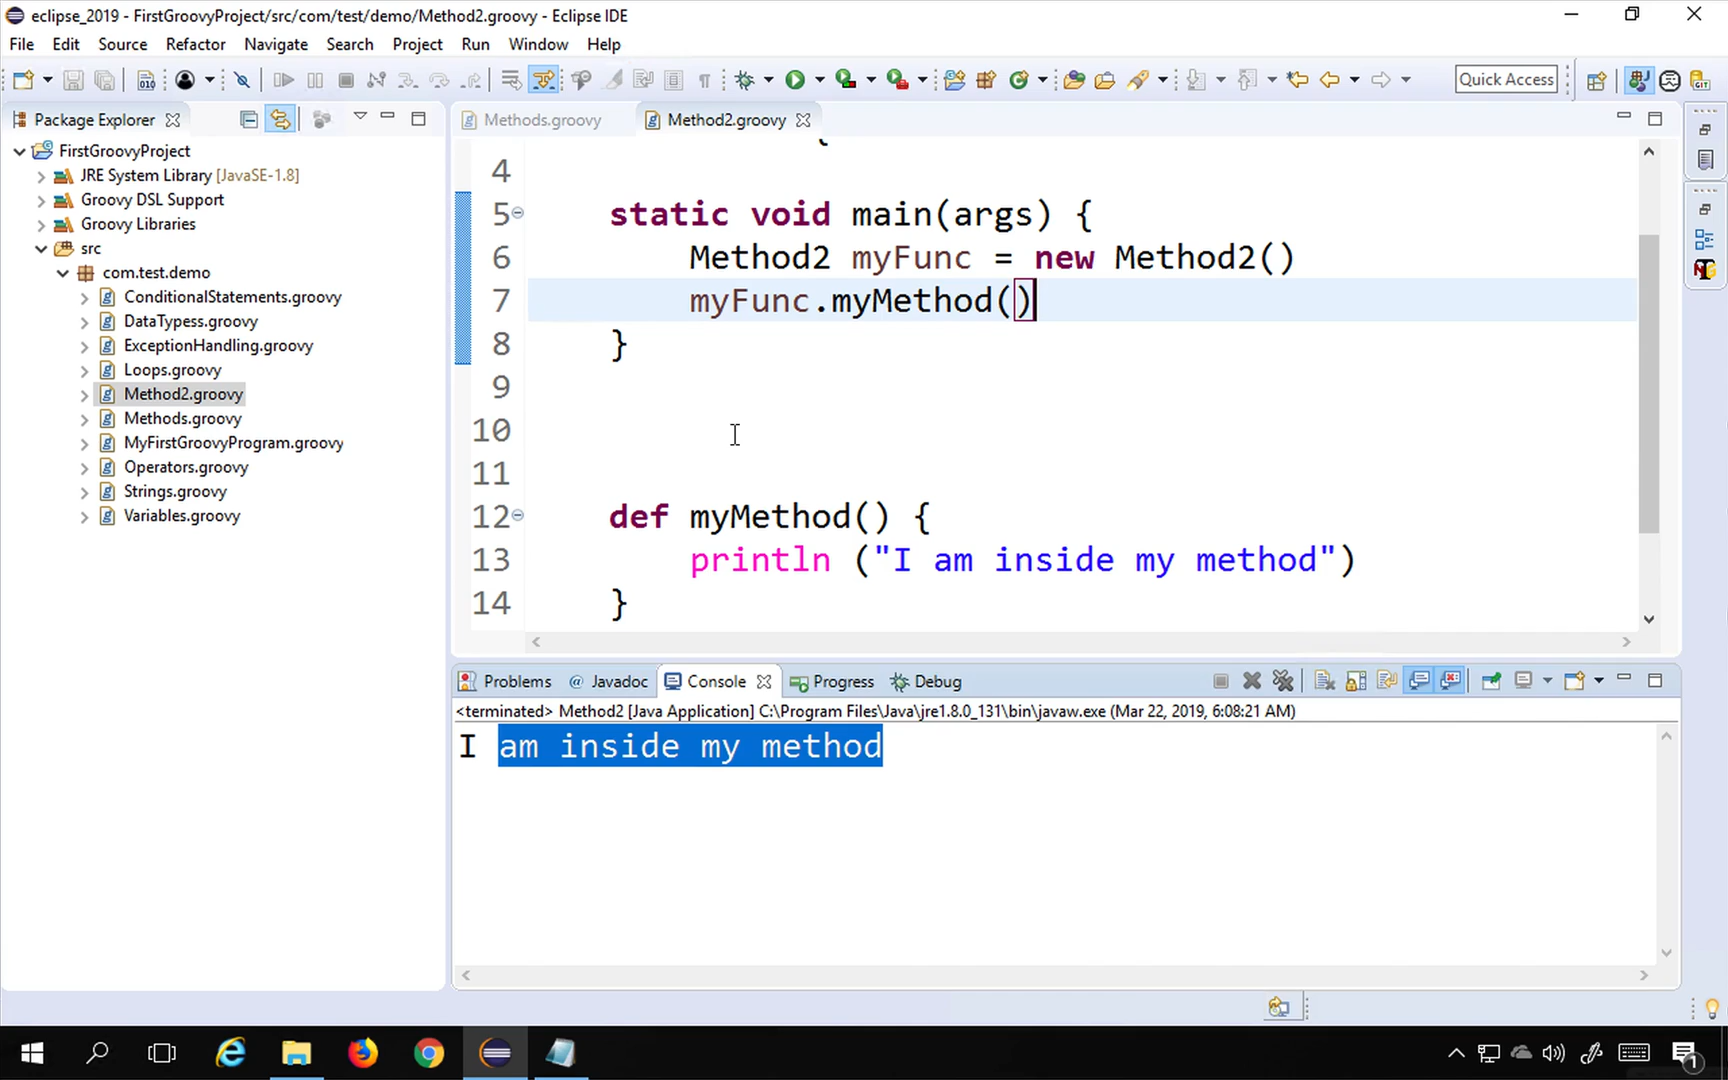 eclipse_2019 - FirstGroovyProject/src/com/test/demo/Method2.groovy - Eclipse IDE
File Edit Source Refactor Navigate Search Project Run Window Help
Quick Access
Package Explorer
Methods.groovy Method2.groovy
FirstGroovyProject
JRE System Library [JavaSE-1.8]
Groovy DSL Support
Groovy Libraries
src
com.test.demo
ConditionalStatements.groovy
DataTypess.groovy
ExceptionHandling.groovy
Loops.groovy
Method2.groovy
Methods.groovy
MyFirstGroovyProgram.groovy
Operators.groovy
Strings.groovy
Variables.groovy
4
5 static void main(args) {
6 Method2 myFunc = new Method2()
7 myFunc.myMethod()
8 }
9
10
11
12 def myMethod() {
13 println ("I am inside my method")
14 }
Problems @ Javadoc Console Progress Debug
<terminated> Method2 [Java Application] C:\Program Files\Java\jre1.8.0_131\bin\javaw.exe (Mar 22, 2019, 6:08:21 AM)
I am inside my method
1